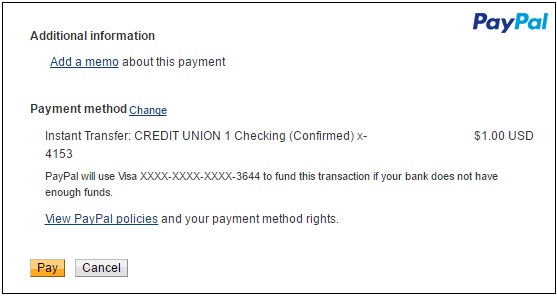 PayPal
Additional information
Add a memo about this payment
Payment method Change
Instant Transfer: CREDIT UNION 1 Checking (Confirmed) x- $1.00 USD
4153
PayPal will use Visa XXXX-XXXX-XXXX-3644 to fund this transaction if your bank does not have
enough funds.
View PayPal policies and your payment method rights.
Pay Cancel